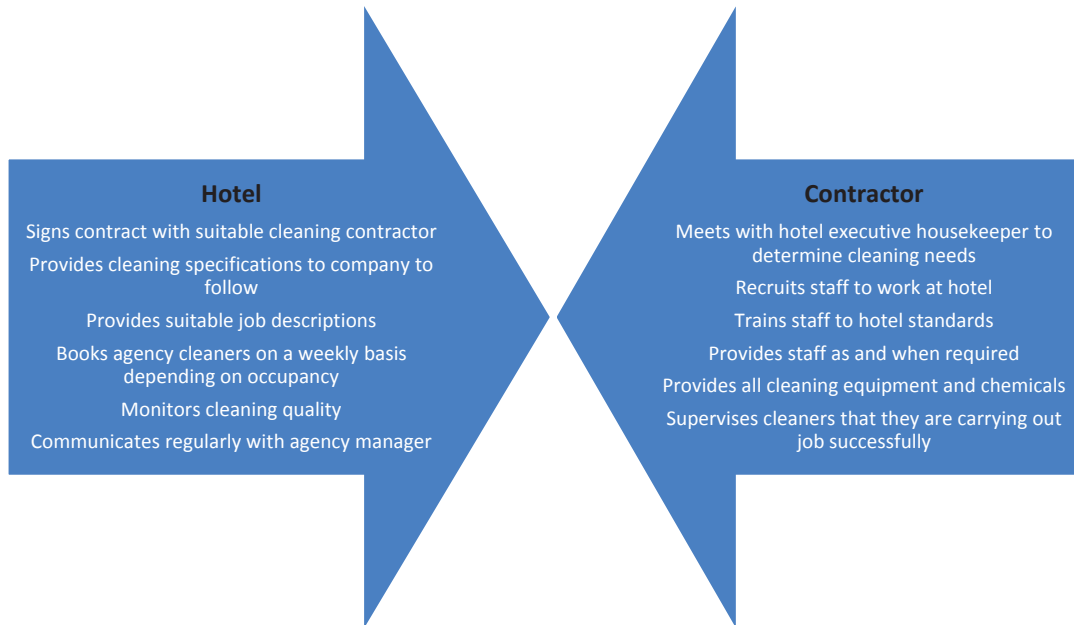 Hotel
Signs contract with suitable cleaning contractor
Provides cleaning specifications to company to
follow
Provides suitable job descriptions
Books agency cleaners on a weekly basis
depending on occupancy
Monitors cleaning quality
Communicates regularly with agency manager
Contractor
Meets with hotel executive housekeeper to
determine cleaning needs
Recruits staff to work at hotel
Trains staff to hotel standards
Provides staff as and when required
Provides all cleaning equipment and chemicals
Supervises cleaners that they are carrying out
job successfully